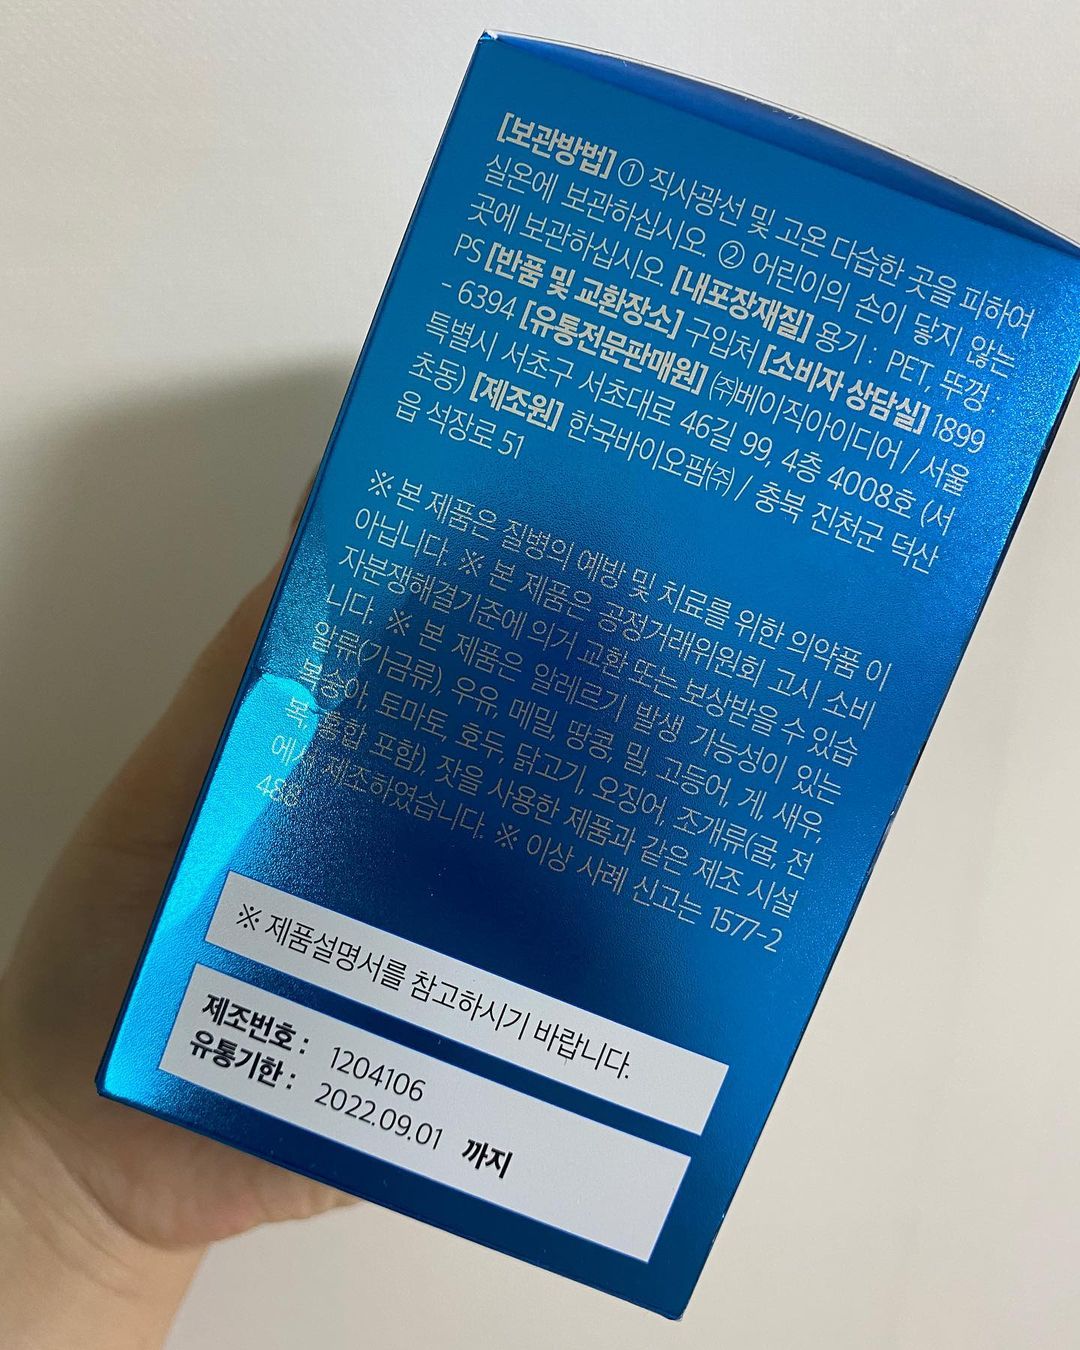 [보관방법] ① 직사광선 및 고온 다습한 곳을 피하여
실온에 보관하십시오. ② 어린이의 손이 닿지 않는
곳에 보관하십시오. [내포장재질] 용기 : PET, 뚜껑 :
PS [반품 및 교환장소] 구입처 [소비자 상담실] 1899
- 6394 [유통전문판매원] ㈜베이직아이디어 / 서울
특별시 서초구 서초대로 46길 99, 4층 4008호 (서
초동) [제조원] 한국바이오팜㈜ / 충북 진천군 덕산
읍 석장로 51
※ 본 제품은 질병의 예방 및 치료를 위한 의약품 이
아닙니다. ※ 본 제품은 공정거래위원회 고시 소비
자분쟁해결기준에 의거 교환 또는 보상받을 수 있습
니다. ※ 본 제품은 알레르기 발생 가능성이 있는
알류(가금류), 우유, 메밀, 땅콩, 밀, 고등어, 게, 새우,
복숭아, 토마토, 호두, 닭고기, 오징어, 조개류(굴, 전
복, 홍합 포함), 잣을 사용한 제품과 같은 제조 시설
에서 제조하였습니다. ※ 이상 사례 신고는 1577-2
488
※ 제품설명서를 참고하시기 바랍니다.
제조번호 : 1204106
유통기한 : 2022.09.01 까지